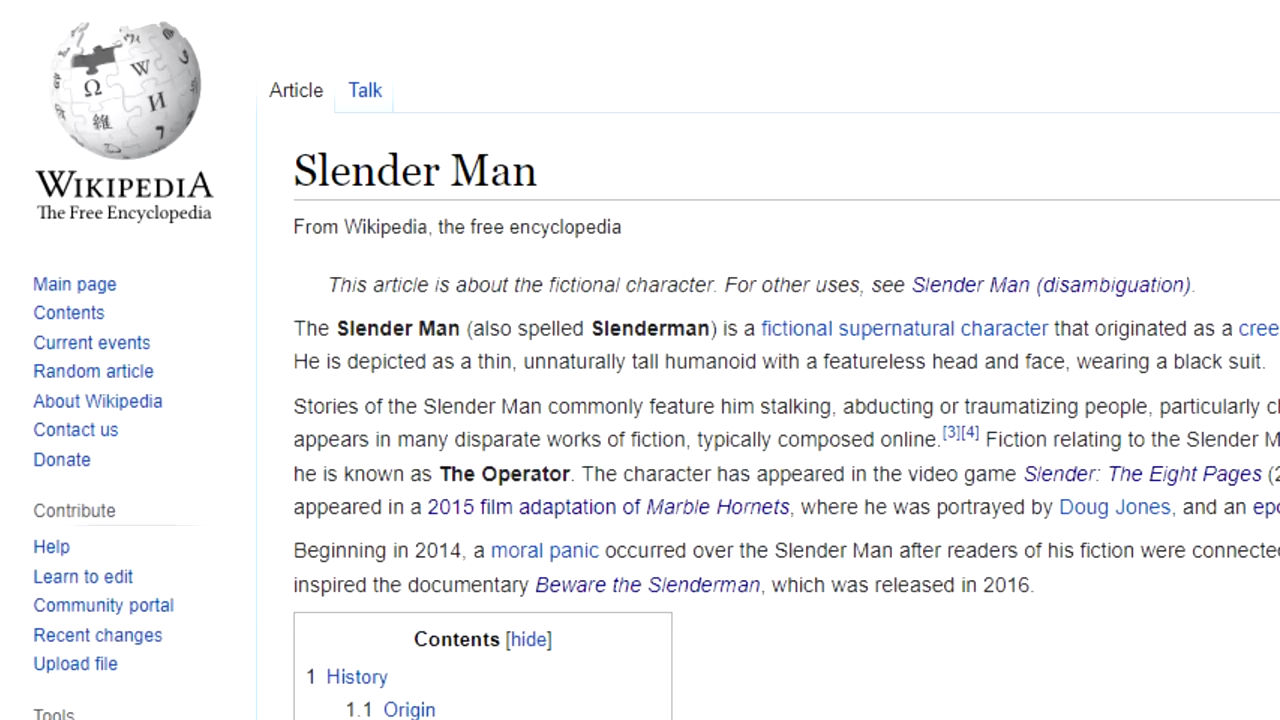 WIKIPEDIA
The Free Encyclopedia
Main page
Contents
Current events
Random article
About Wikipedia
Contact us
Donate
Contribute
Help
Learn to edit
Community portal
Recent changes
Upload file
Tools
Article Talk
Slender Man
From Wikipedia, the free encyclopedia
This article is about the fictional character. For other uses, see Slender Man (disambiguation).
The Slender Man (also spelled Slenderman) is a fictional supernatural character that originated as a cree
He is depicted as a thin, unnaturally tall humanoid with a featureless head and face, wearing a black suit.
Stories of the Slender Man commonly feature him stalking, abducting or traumatizing people, particularly
appears in many disparate works of fiction, typically composed online.[3][4] Fiction relating to the Slender M
he is known as The Operator. The character has appeared in the video game Slender: The Eight Pages (2
appeared in a 2015 film adaptation of Marble Hornets, where he was portrayed by Doug Jones, and an epo
Beginning in 2014, a moral panic occurred over the Slender Man after readers of his fiction were connecte
inspired the documentary Beware the Slenderman, which was released in 2016.
Contents [hide]
1 History
1.1 Origin